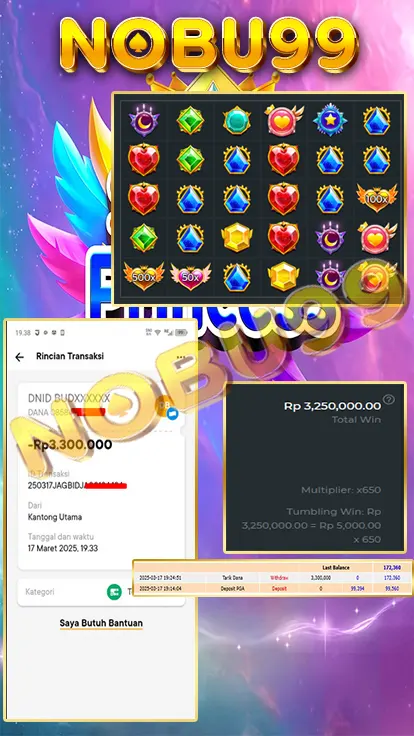 NOBU99
100x
500x
50x
NOBU99
19.38
Rincian Transaksi
DNID BUDXXXXXX
DANA 0858
-Rp3.300.000
ID Transaksi
250317JAGBIDJ
Dari
Kantong Utama
Tanggal dan waktu
17 Maret 2025, 19.33
Kategori
Saya Butuh Bantuan
Rp 3,250,000.00
Total Win
Multiplier: x650
Tumbling Win: Rp
3,250,000.00 = Rp 5,000.00
x 650
Last Balance 172,360
2025-03-17 19:24:51 Tarik Dana Withdraw 3,300,000 0 172,360
2025-03-17 19:14:04 Deposit PGA Deposit 0 99,394 99,560